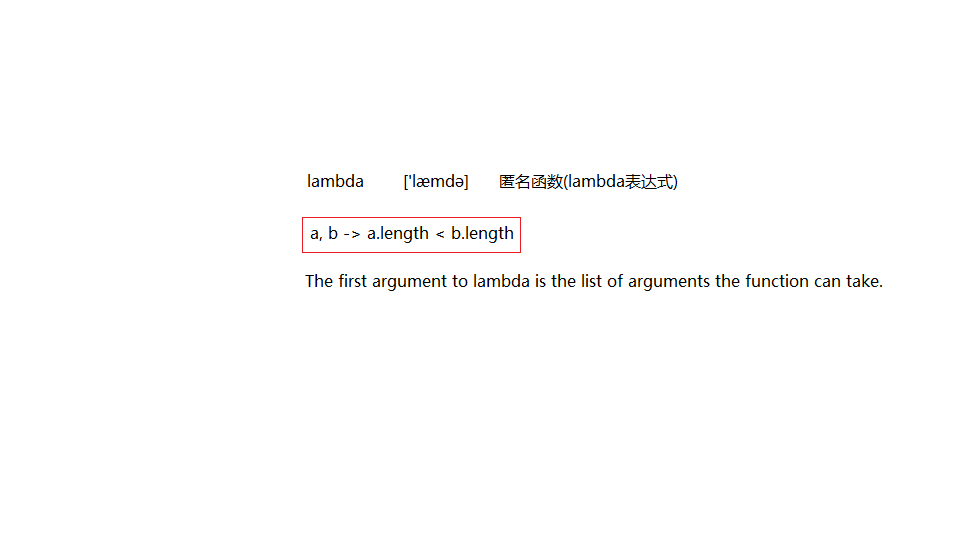 lambda ['læmdə] 匿名函数(lambda表达式)
a, b -> a.length < b.length
The first argument to lambda is the list of arguments the function can take.